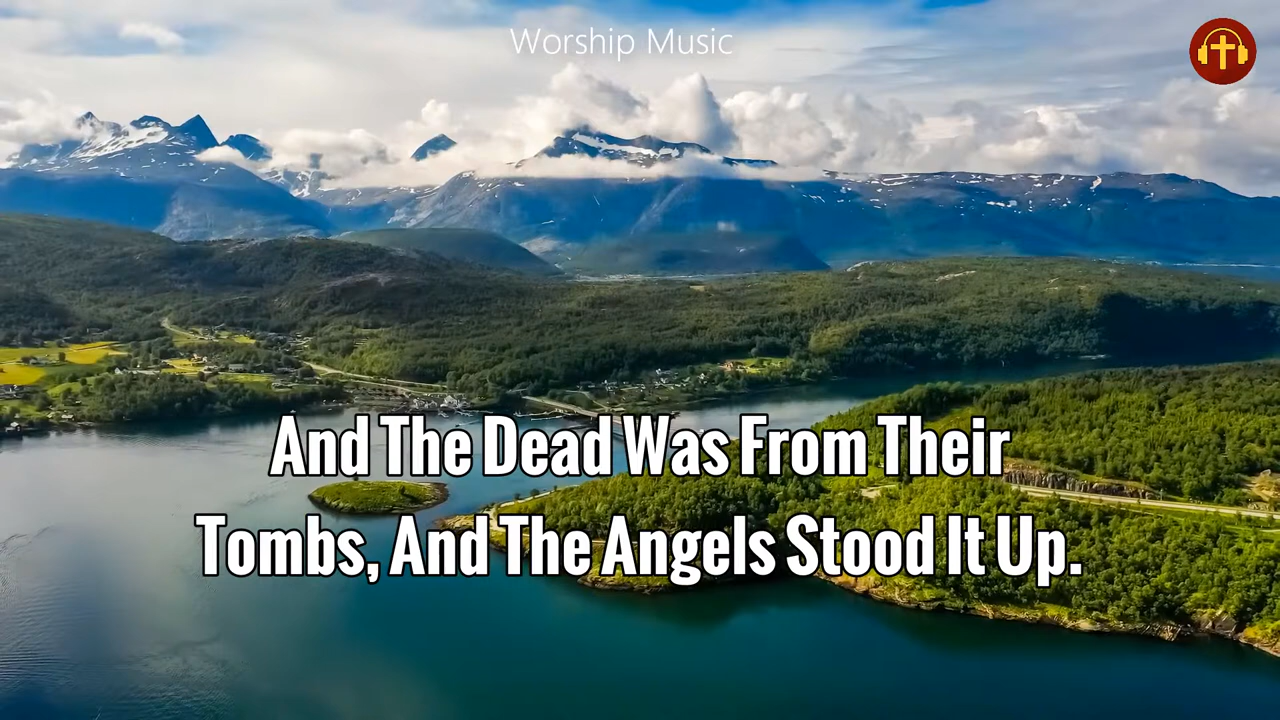 Worship Music
And The Dead Was From Their
Tombs, And The Angels Stood It Up.